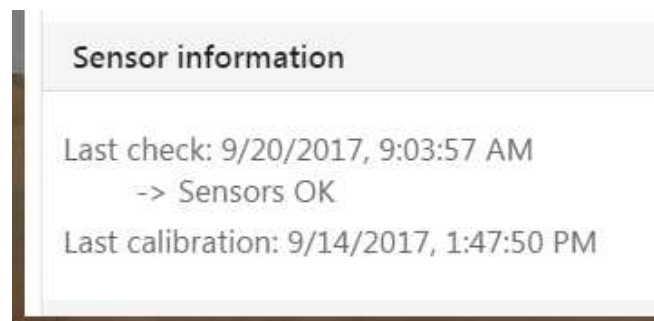 Sensor information
Last check: 9/20/2017, 9:03:57 AM
-> Sensors OK
Last calibration: 9/14/2017, 1:47:50 PM